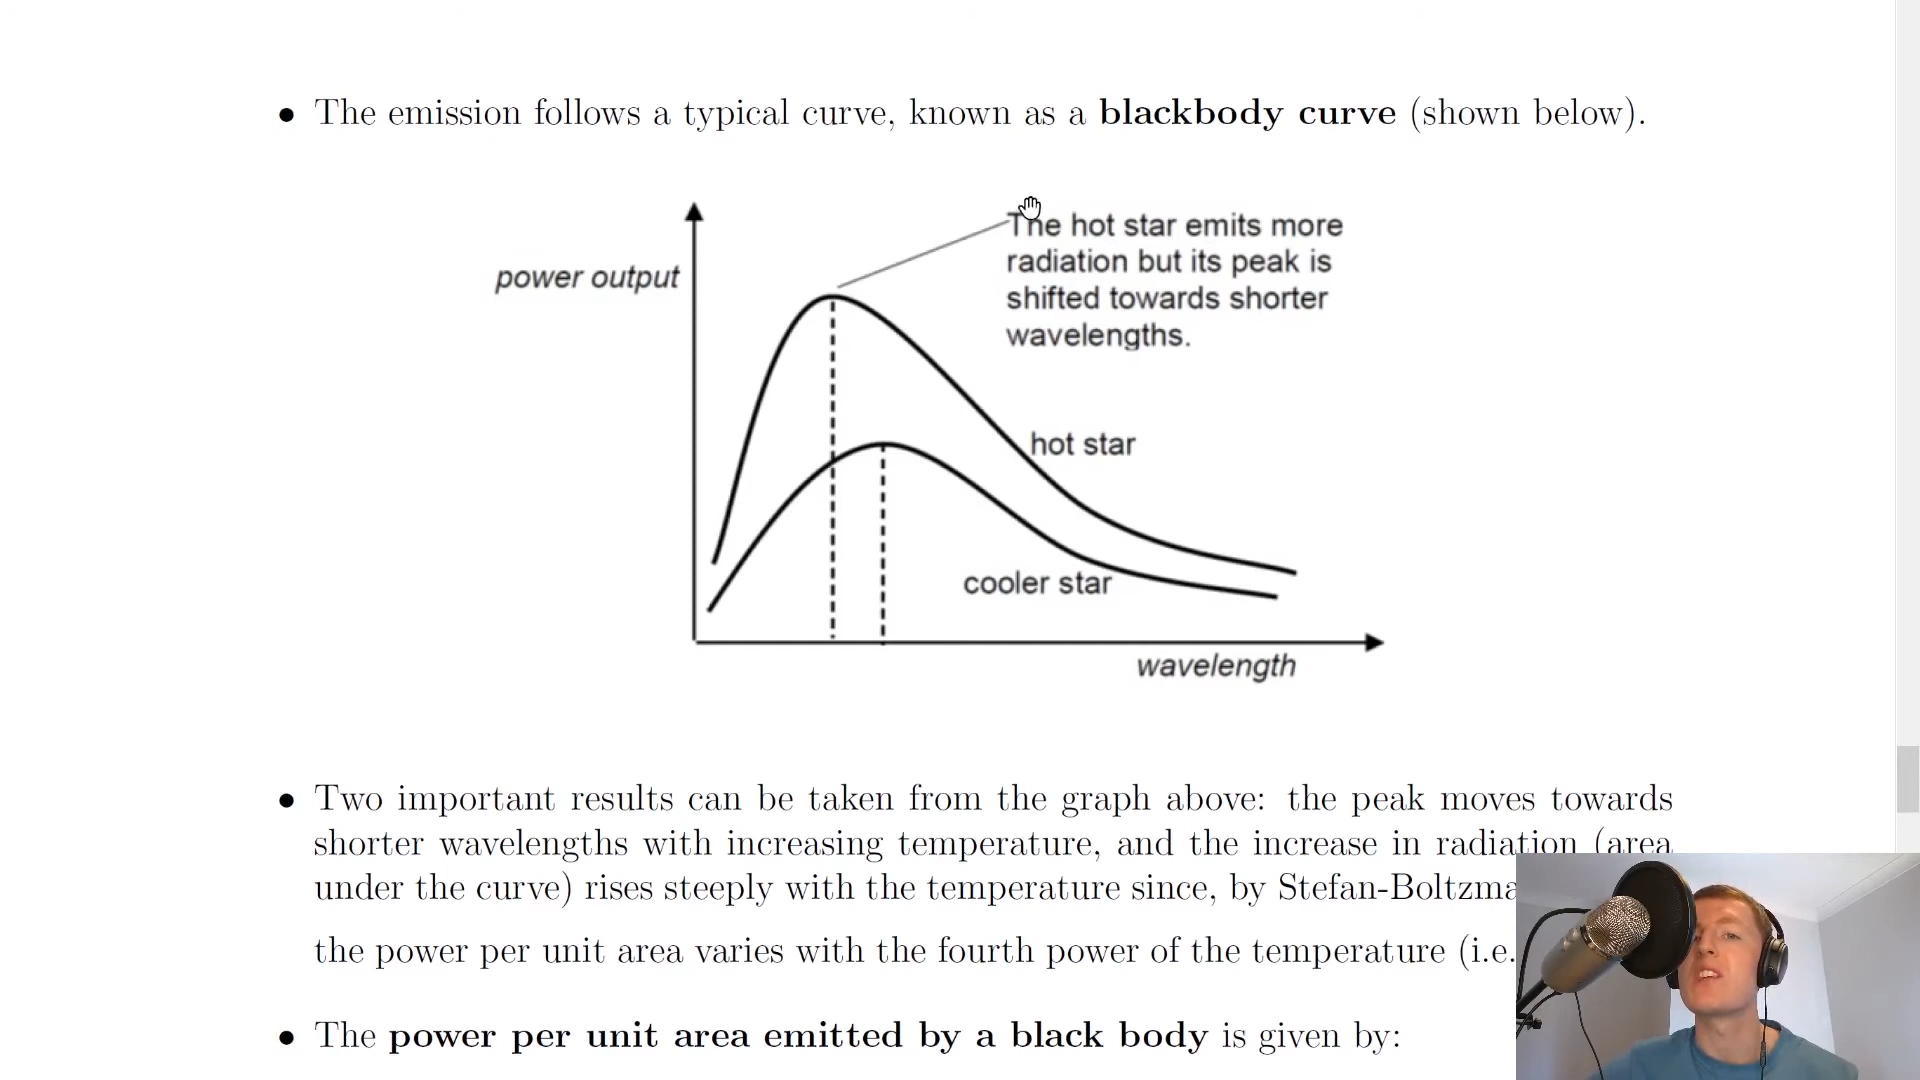 • The emission follows a typical curve, known as a blackbody curve (shown below).
power output
The hot star emits more
radiation but its peak is
shifted towards shorter
wavelengths.
hot star
cooler star
wavelength
• Two important results can be taken from the graph above: the peak moves towards
shorter wavelengths with increasing temperature, and the increase in radiation (area
under the curve) rises steeply with the temperature since, by Stefan-Boltzma
the power per unit area varies with the fourth power of the temperature (i.e.
• The power per unit area emitted by a black body is given by: